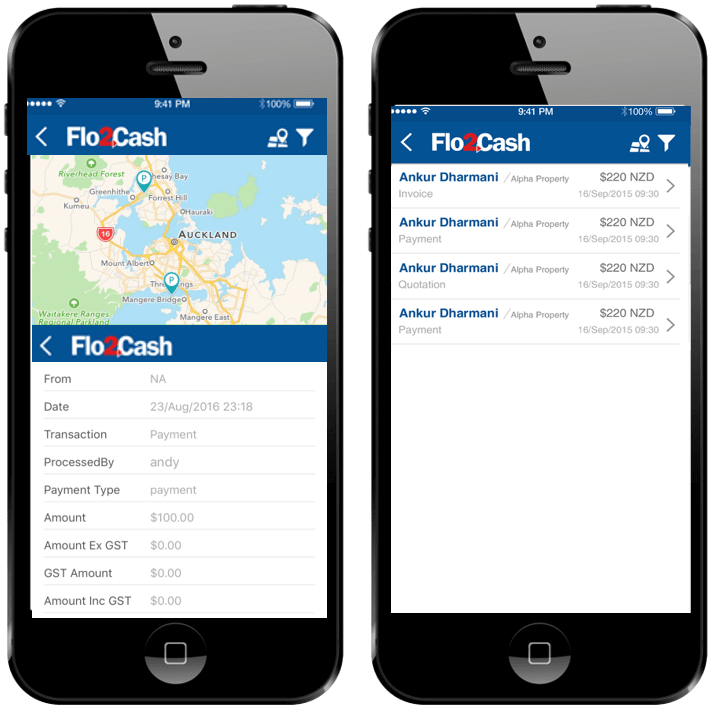 9:41 PM
100%
Flo2Cash
Riverhead Forest
Greenhithe
Forrest Hill
Kumeu
Hauraki
16
AUCKLAND
Mount Albert
Mangere Bridge
Mangere East
Waitakere Ranges
Regional Parkland
P
P
Flo2Cash
From NA
Date 23/Aug/2016 23:18
Transaction Payment
ProcessedBy andy
Payment Type payment
Amount $100.00
Amount Ex GST $0.00
GST Amount $0.00
Amount Inc GST $0.00
9:41 PM
100%
Flo2Cash
Ankur Dharmani / Alpha Property $220 NZD
Invoice 16/Sep/2015 09:30
Ankur Dharmani / Alpha Property $220 NZD
Payment 16/Sep/2015 09:30
Ankur Dharmani / Alpha Property $220 NZD
Quotation 16/Sep/2015 09:30
Ankur Dharmani / Alpha Property $220 NZD
Payment 16/Sep/2015 09:30